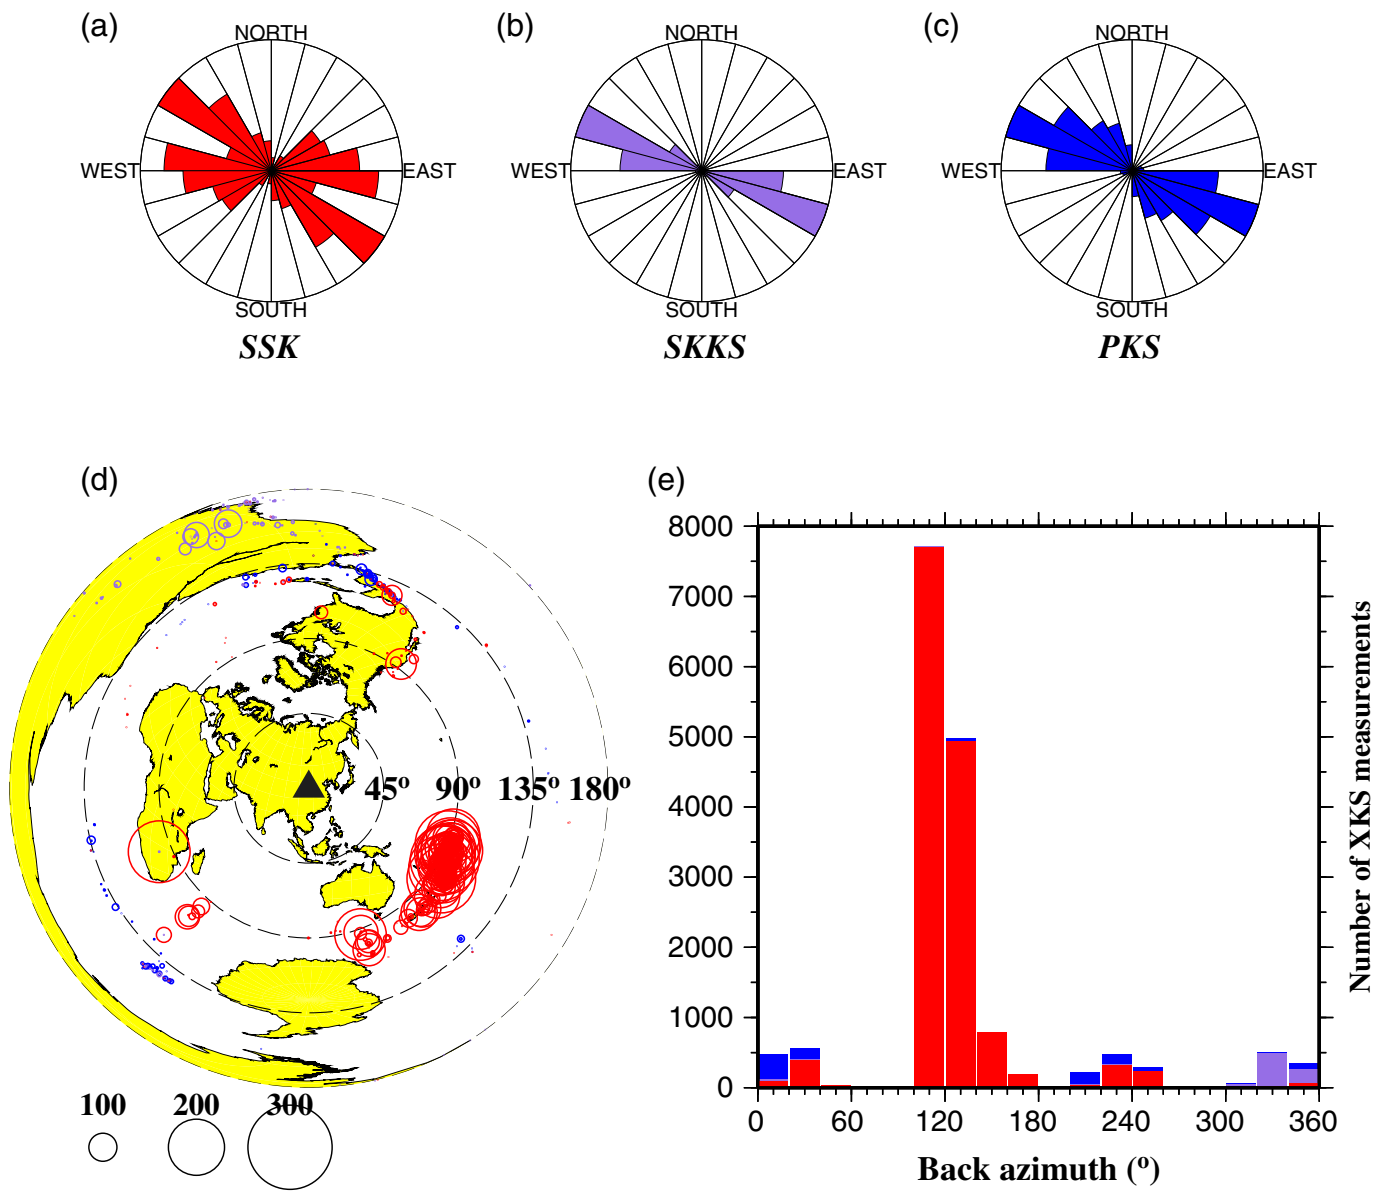 (a) (b) (c)
NORTH NORTH NORTH
WEST EAST WEST EAST WEST EAST
SOUTH SOUTH SOUTH
SSK SKKS PKS
(d)
45º 90º 135º 180º
100 200 300
(e)
8000
7000
6000
5000
4000
3000
2000
1000
0
0 60 120 180 240 300 360
Back azimuth (º)
Number of XKS measurements